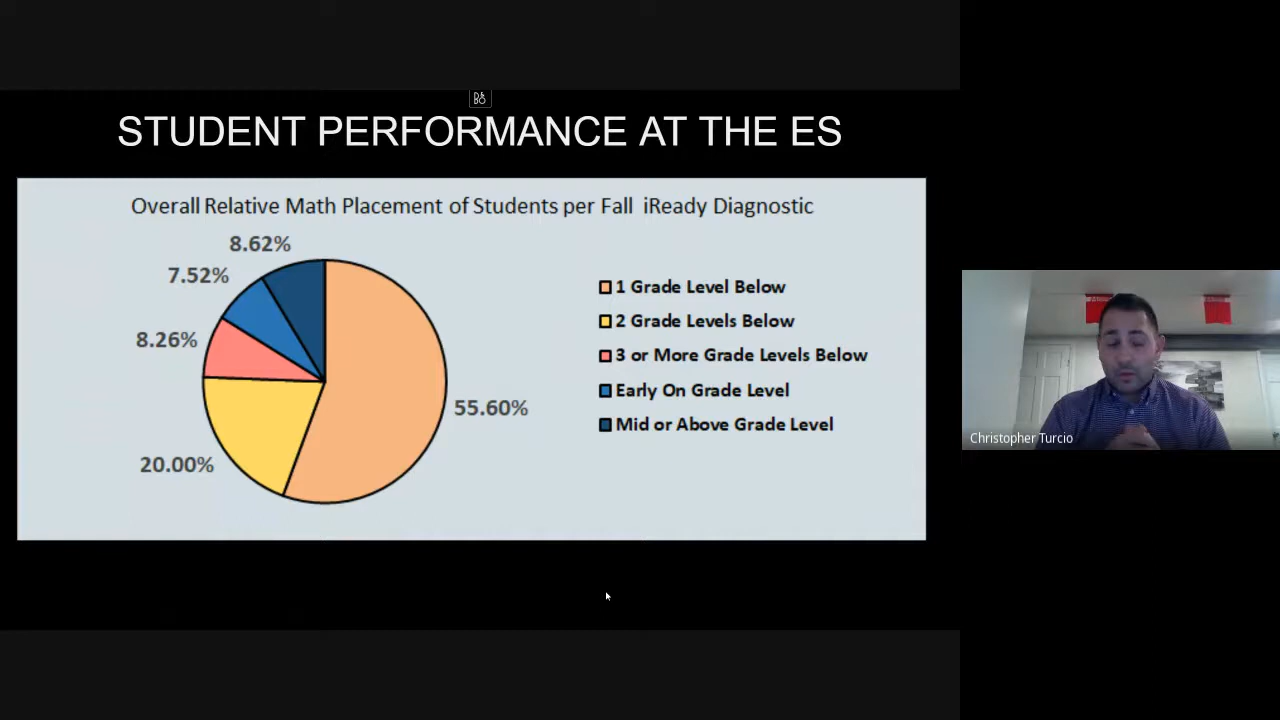 STUDENT PERFORMANCE AT THE ES
Overall Relative Math Placement of Students per Fall iReady Diagnostic
8.62%
7.52%
8.26%
20.00%
55.60%
1 Grade Level Below
2 Grade Levels Below
3 or More Grade Levels Below
Early On Grade Level
Mid or Above Grade Level
Christopher Turcio